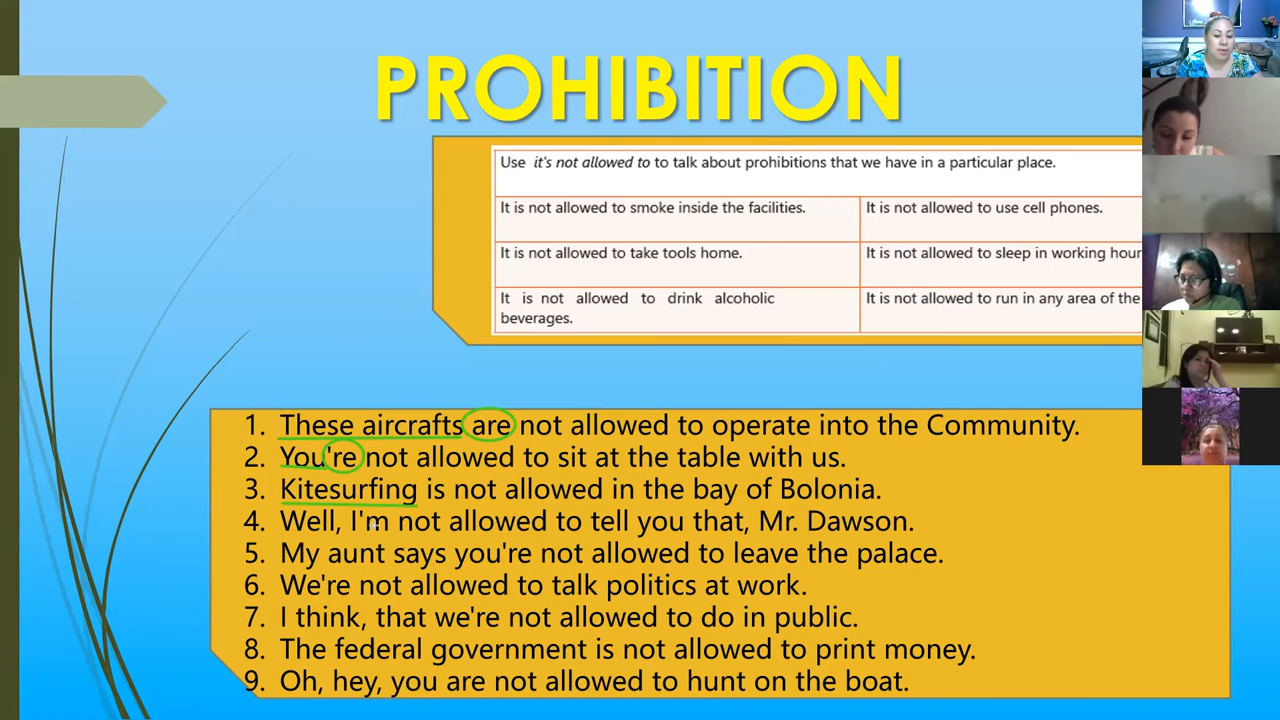 PROHIBITION
Use it's not allowed to to talk about prohibitions that we have in a particular place.
It is not allowed to smoke inside the facilities.
It is not allowed to use cell phones.
It is not allowed to take tools home.
It is not allowed to sleep in working hour
It is not allowed to drink alcoholic
beverages.
It is not allowed to run in any area of the
1. These aircrafts are not allowed to operate into the Community.
2. You're not allowed to sit at the table with us.
3. Kitesurfing is not allowed in the bay of Bolonia.
4. Well, I'm not allowed to tell you that, Mr. Dawson.
5. My aunt says you're not allowed to leave the palace.
6. We're not allowed to talk politics at work.
7. I think, that we're not allowed to do in public.
8. The federal government is not allowed to print money.
9. Oh, hey, you are not allowed to hunt on the boat.